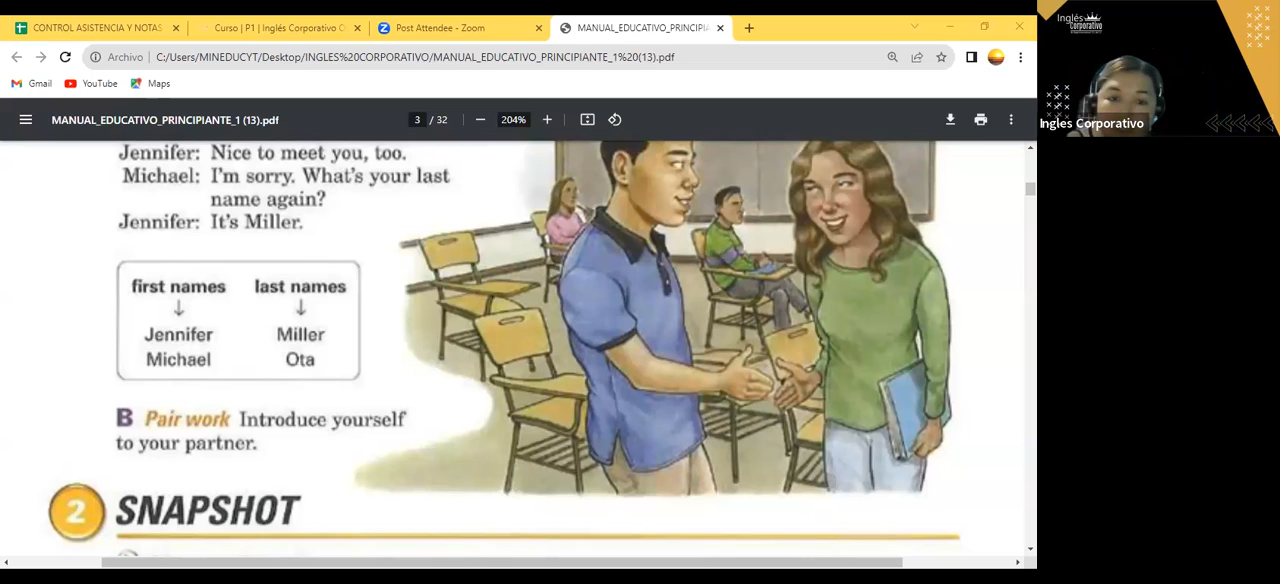 CONTROL ASISTENCIA Y NOTAS
Curso | P1 | Inglés Corporativo O
Post Attendee - Zoom
MANUAL_EDUCATIVO_PRINCIPIANTE_
Archivo
C:/Users/MINEDUCYT/Desktop/INGLES%20CORPORATIVO/MANUAL_EDUCATIVO_PRINCIPIANTE_1%20(13).pdf
Gmail
YouTube
Maps
MANUAL_EDUCATIVO_PRINCIPIANTE_1 (13).pdf
3 / 32
204%
Jennifer: Nice to meet you, too.
Michael: I'm sorry. What's your last
name again?
Jennifer: It's Miller.
first names last names
Jennifer Miller
Michael Ota
B Pair work Introduce yourself
to your partner.
2 SNAPSHOT
Inglés
Corporativo
Ingles Corporativo